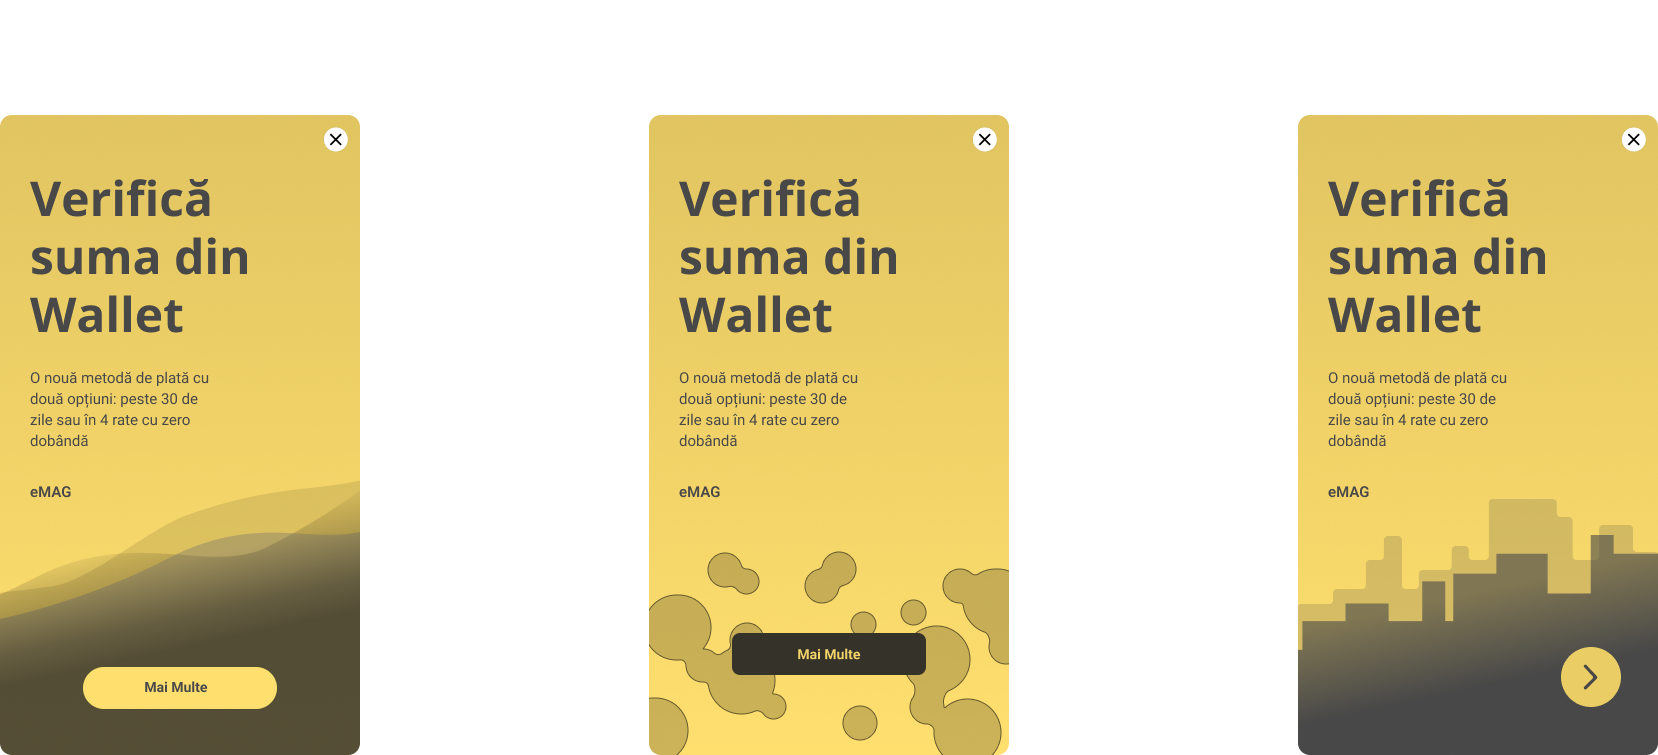 Verifică
suma din
Wallet
O nouă metodă de plată cu
două opțiuni: peste 30 de
zile sau în 4 rate cu zero
dobândă
eMAG
Mai Multe
Verifică
suma din
Wallet
O nouă metodă de plată cu
două opțiuni: peste 30 de
zile sau în 4 rate cu zero
dobândă
eMAG
Mai Multe
Verifică
suma din
Wallet
O nouă metodă de plată cu
două opțiuni: peste 30 de
zile sau în 4 rate cu zero
dobândă
eMAG